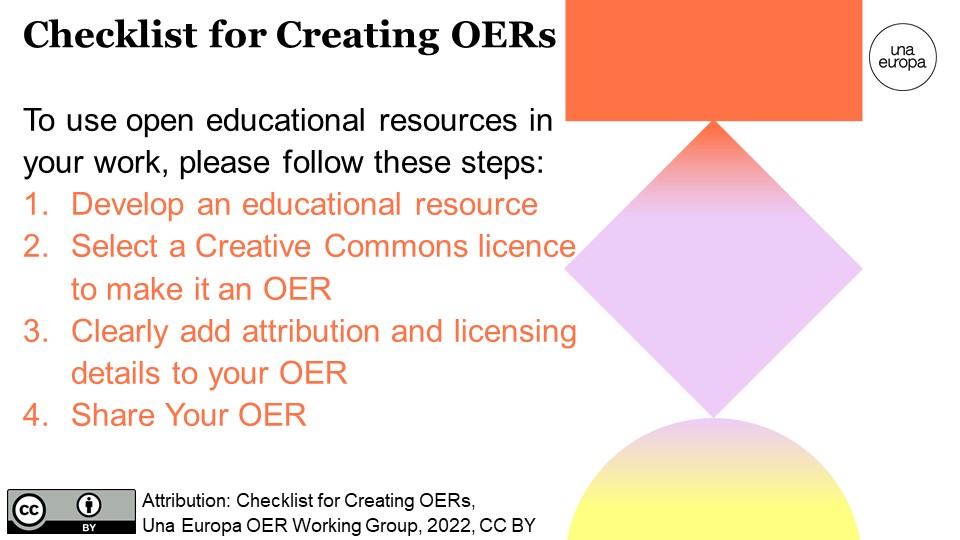 Checklist for Creating OERs
una
europa
To use open educational resources in
your work, please follow these steps:
1. Develop an educational resource
2. Select a Creative Commons licence
to make it an OER
3. Clearly add attribution and licensing
details to your OER
4. Share Your OER
cc
BY
Attribution: Checklist for Creating OERs,
Una Europa OER Working Group, 2022, CC BY